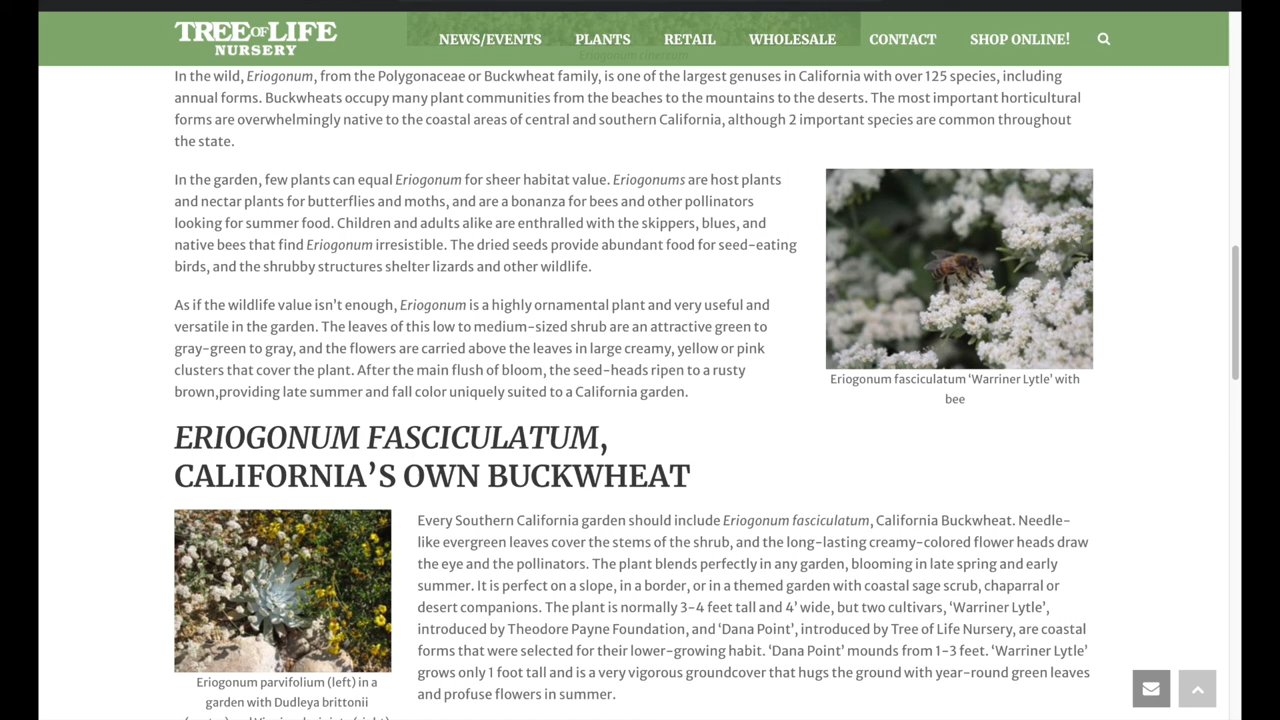 TREE OF LIFE
NURSERY
NEWS/EVENTS
PLANTS
RETAIL
WHOLESALE
CONTACT
SHOP ONLINE!
Eriogonum cinereum
In the wild, Eriogonum, from the Polygonaceae or Buckwheat family, is one of the largest genuses in California with over 125 species, including
annual forms. Buckwheats occupy many plant communities from the beaches to the mountains to the deserts. The most important horticultural
forms are overwhelmingly native to the coastal areas of central and southern California, although 2 important species are common throughout
the state.
In the garden, few plants can equal Eriogonum for sheer habitat value. Eriogonums are host plants
and nectar plants for butterflies and moths, and are a bonanza for bees and other pollinators
looking for summer food. Children and adults alike are enthralled with the skippers, blues, and
native bees that find Eriogonum irresistible. The dried seeds provide abundant food for seed-eating
birds, and the shrubby structures shelter lizards and other wildlife.
As if the wildlife value isn’t enough, Eriogonum is a highly ornamental plant and very useful and
versatile in the garden. The leaves of this low to medium-sized shrub are an attractive green to
gray-green to gray, and the flowers are carried above the leaves in large creamy, yellow or pink
clusters that cover the plant. After the main flush of bloom, the seed-heads ripen to a rusty
brown,providing late summer and fall color uniquely suited to a California garden.
Eriogonum fasciculatum ‘Warriner Lytle’ with
bee
ERIOGONUM FASCICULATUM,
CALIFORNIA’S OWN BUCKWHEAT
Every Southern California garden should include Eriogonum fasciculatum, California Buckwheat. Needle-
like evergreen leaves cover the stems of the shrub, and the long-lasting creamy-colored flower heads draw
the eye and the pollinators. The plant blends perfectly in any garden, blooming in late spring and early
summer. It is perfect on a slope, in a border, or in a themed garden with coastal sage scrub, chaparral or
desert companions. The plant is normally 3-4 feet tall and 4’ wide, but two cultivars, ‘Warriner Lytle’,
introduced by Theodore Payne Foundation, and ‘Dana Point’, introduced by Tree of Life Nursery, are coastal
forms that were selected for their lower-growing habit. ‘Dana Point’ mounds from 1-3 feet. ‘Warriner Lytle’
grows only 1 foot tall and is a very vigorous groundcover that hugs the ground with year-round green leaves
and profuse flowers in summer.
Eriogonum parvifolium (left) in a
garden with Dudleya brittonii